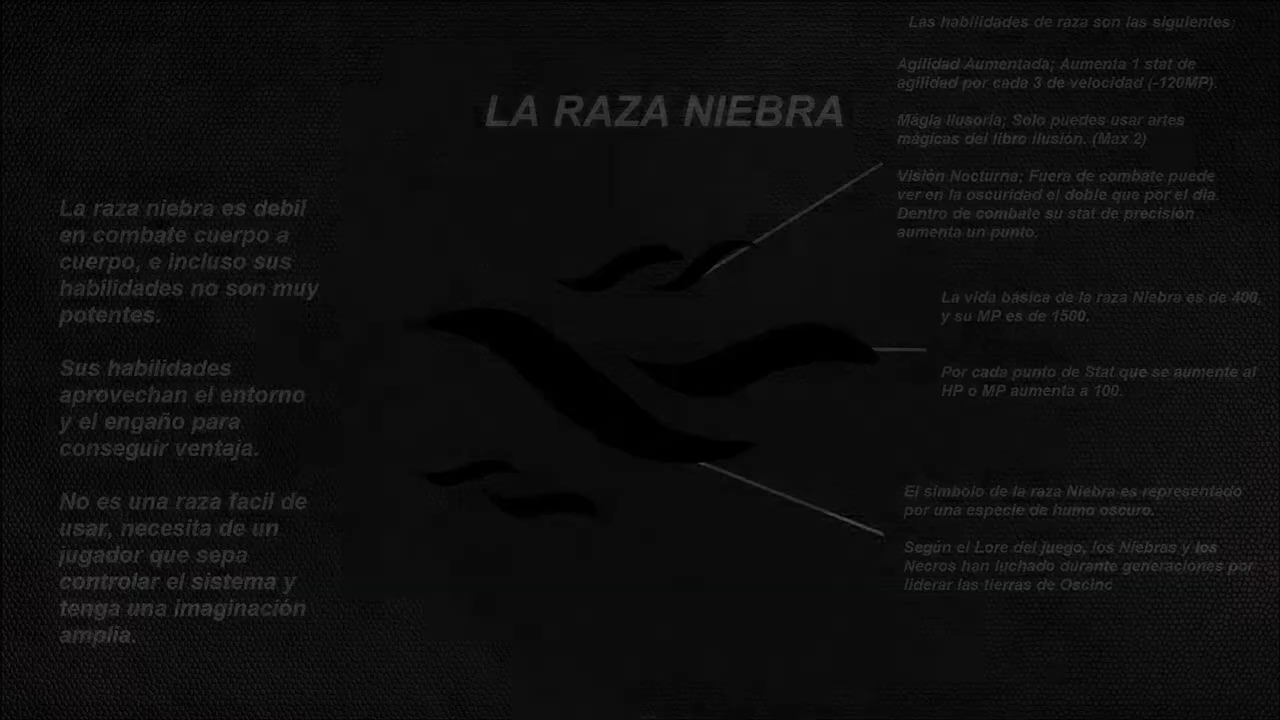 LA RAZA NIEBRA
La raza niebra es debil
en combate cuerpo a
cuerpo, e incluso sus
habilidades no son muy
potentes.
Sus habilidades
aprovechan el entorno
y el engaño para
conseguir ventaja.
No es una raza facil de
usar, necesita de un
jugador que sepa
controlar el sistema y
tenga una imaginación
amplia.
Las habilidades de raza son las siguientes;
Agilidad Aumentada; Aumenta 1 stat de
agilidad por cada 3 de velocidad (-120MP).
Magia Ilusoria; Solo puedes usar artes
mágicas del libro ilusión. (Max 2)
Visión Nocturna; Fuera de combate puede
ver en la oscuridad el doble que por el día.
Dentro de combate su stat de precisión
aumenta un punto.
La vida básica de la raza Niebra es de 400,
y su MP es de 1500.
Por cada punto de Stat que se aumente al
HP o MP aumenta a 100.
El símbolo de la raza Niebra es representado
por una especie de humo oscuro.
Según el Lore del juego, los Niebras y los
Necros han luchado durante generaciones por
liderar las tierras de Oscinc